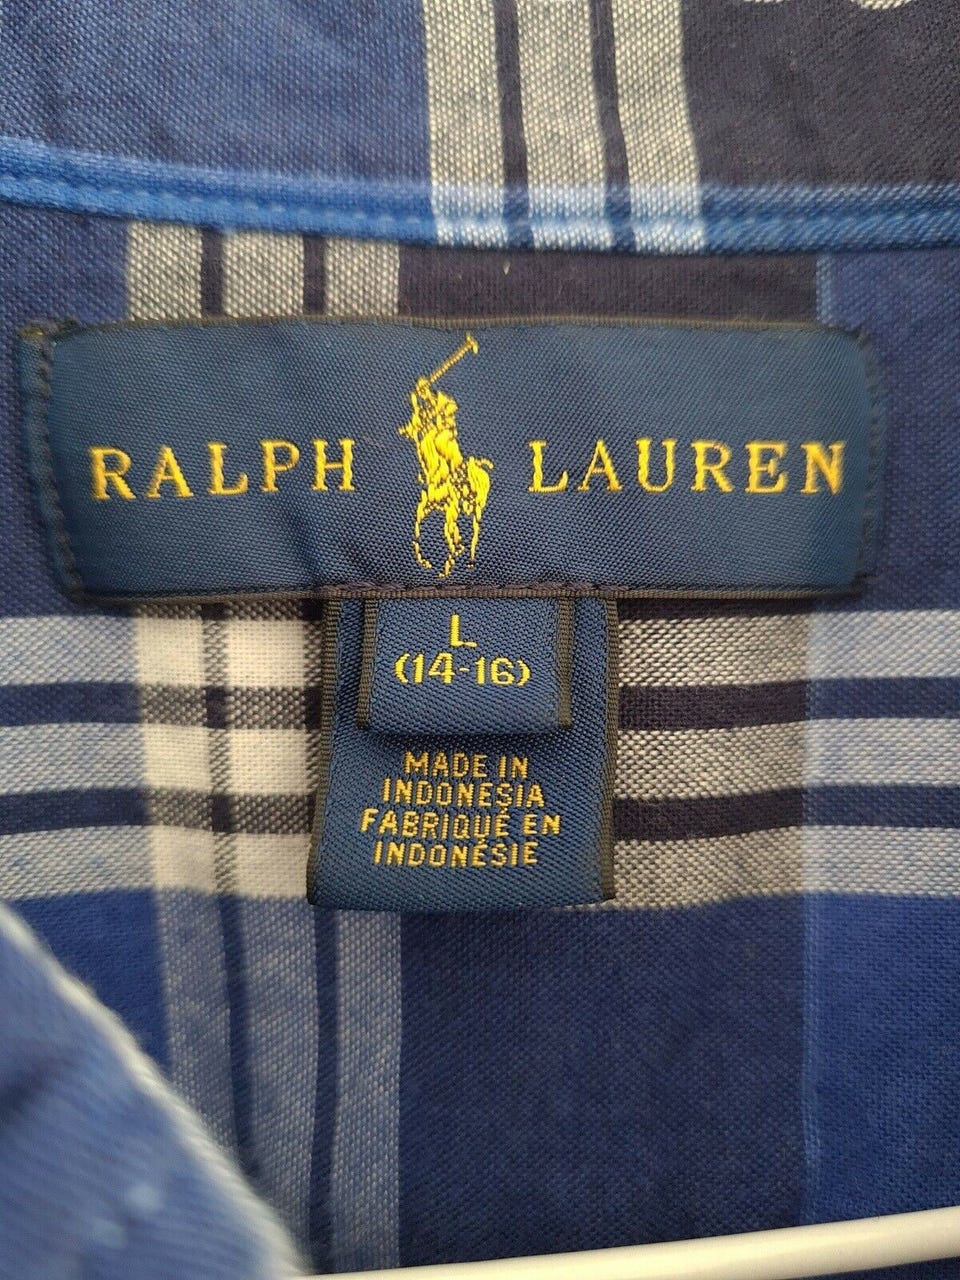 RALPH LAUREN
L
(14-16)
MADE IN
INDONESIA
FABRIQUÉ EN
INDONÉSIE